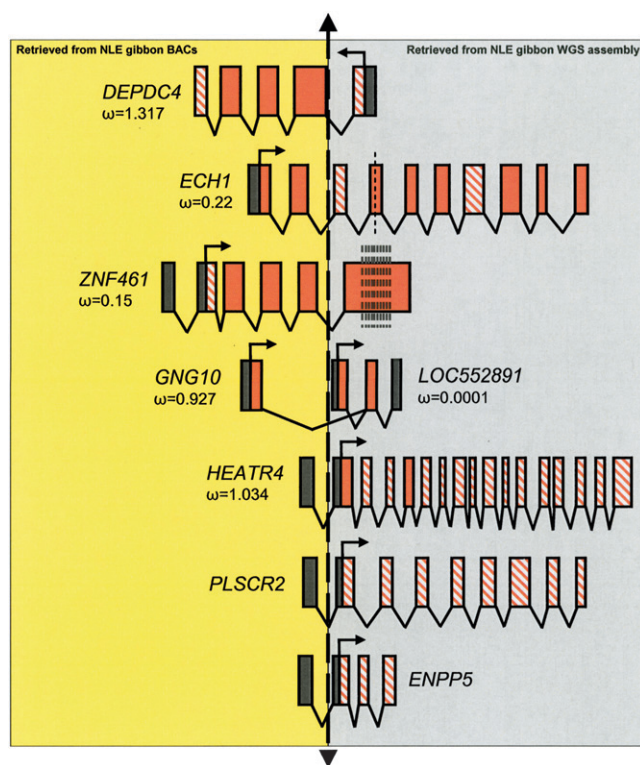 Retrieved from NLE gibbon BACs
Retrieved from NLE gibbon WGS assembly
DEPDC4
ω=1.317
ECH1
ω=0.22
ZNF461
ω=0.15
GNG10
ω=0.927
LOC552891
ω=0.0001
HEATR4
ω=1.034
PLSCR2
ENPP5